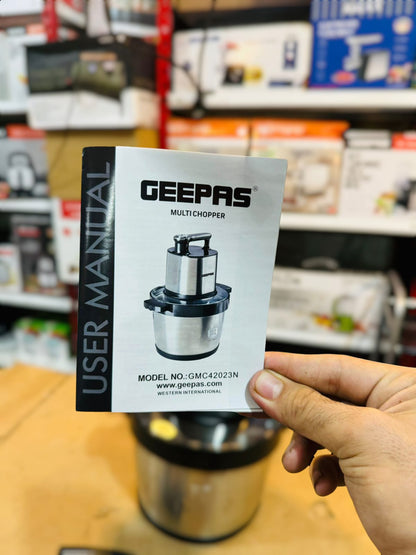 USER MANUAL
GEEPAS®
MULTI CHOPPER
MODEL NO.:GMC42023N
www.geepas.com
WESTERN INTERNATIONAL